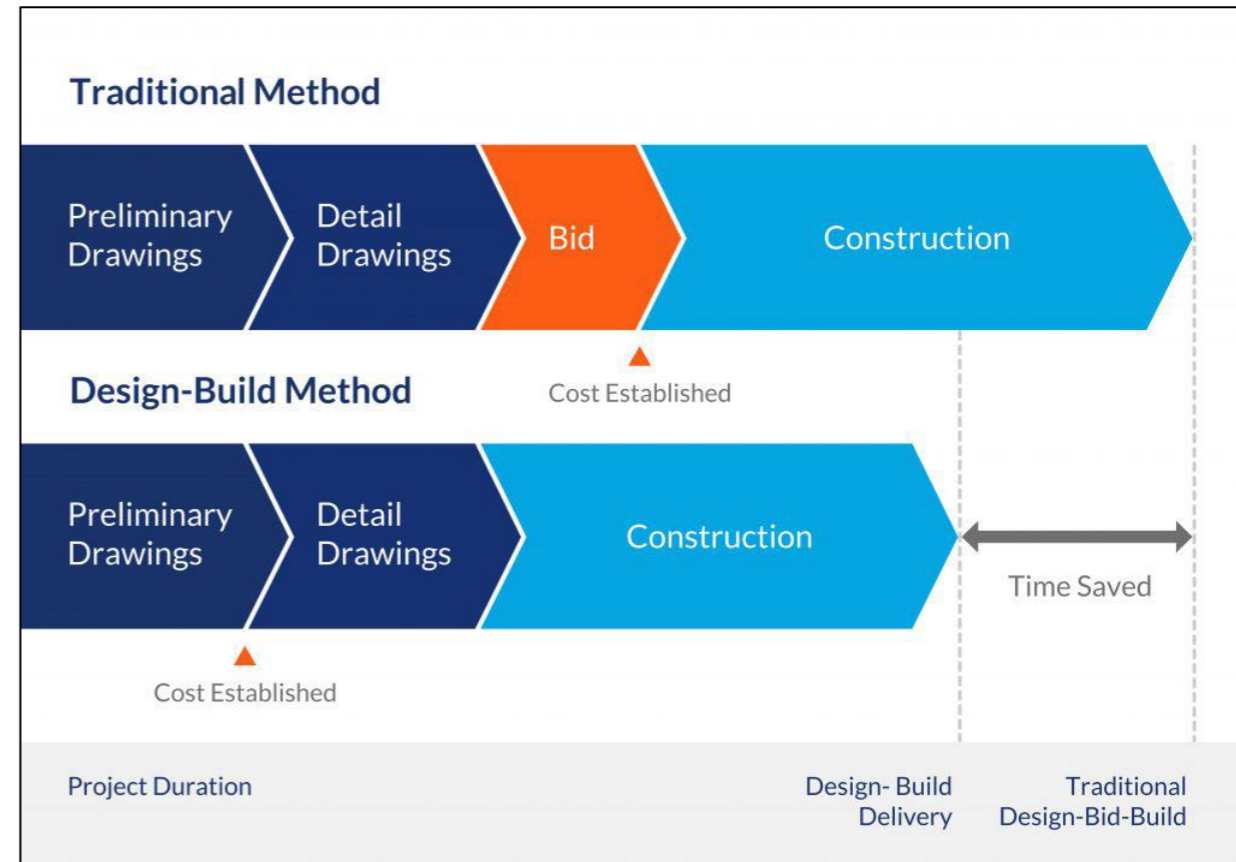 Traditional Method
Preliminary
Drawings
Detail
Drawings
Bid
Construction
Cost Established
Design-Build Method
Preliminary
Drawings
Detail
Drawings
Construction
Time Saved
Cost Established
Project Duration
Design- Build
Delivery
Traditional
Design-Bid-Build